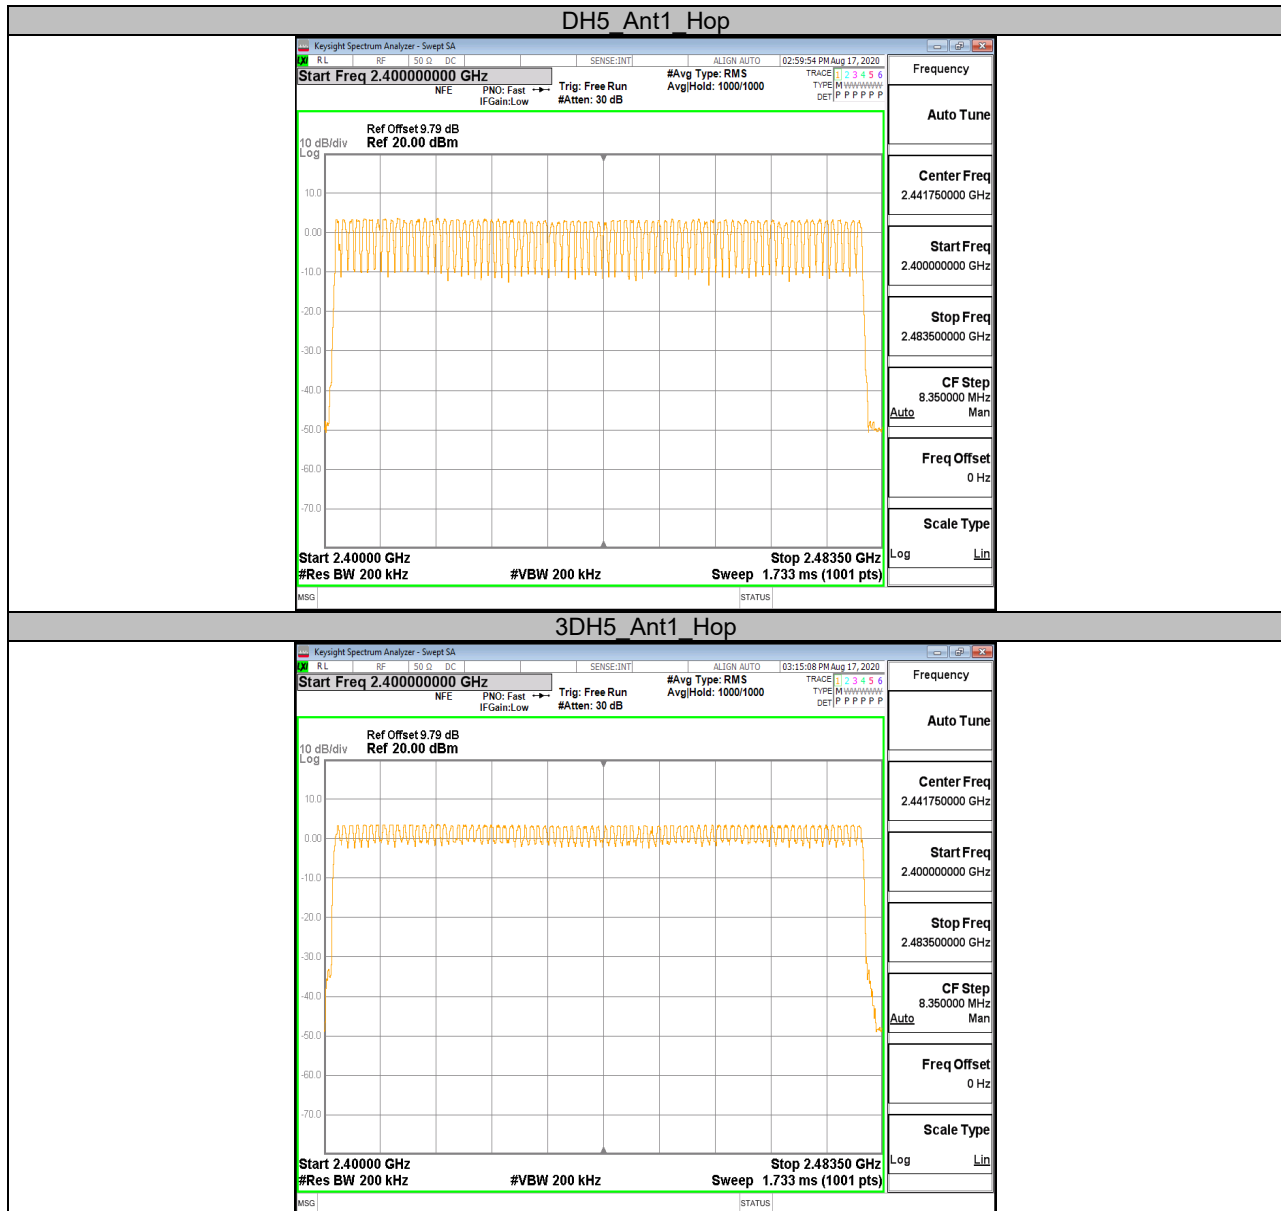 DH5_Ant1_Hop
Keysight Spectrum Analyzer - Swept SA
LXI RL RF 50 Ω DC SENSE:INT ALIGN AUTO 02:59:54 PM Aug 17, 2020
Start Freq 2.400000000 GHz
NFE PNO: Fast Trig: Free Run #Avg Type: RMS TRACE 1 2 3 4 5 6
IFGain:Low #Atten: 30 dB Avg|Hold: 1000/1000 TYPE M WWWWW
DET P P P P P P
Ref Offset 9.79 dB
10 dB/div Ref 20.00 dBm
Log
10.0
0.00
-10.0
-20.0
-30.0
-40.0
-50.0
-60.0
-70.0
Start 2.40000 GHz Stop 2.48350 GHz
#Res BW 200 kHz #VBW 200 kHz Sweep 1.733 ms (1001 pts)
MSG STATUS
Frequency
Auto Tune
Center Freq
2.441750000 GHz
Start Freq
2.400000000 GHz
Stop Freq
2.483500000 GHz
CF Step
8.350000 MHz
Auto Man
Freq Offset
0 Hz
Scale Type
Log Lin
3DH5_Ant1_Hop
Keysight Spectrum Analyzer - Swept SA
LXI RL RF 50 Ω DC SENSE:INT ALIGN AUTO 03:15:08 PM Aug 17, 2020
Start Freq 2.400000000 GHz
NFE PNO: Fast Trig: Free Run #Avg Type: RMS TRACE 1 2 3 4 5 6
IFGain:Low #Atten: 30 dB Avg|Hold: 1000/1000 TYPE M WWWWW
DET P P P P P P
Ref Offset 9.79 dB
10 dB/div Ref 20.00 dBm
Log
10.0
0.00
-10.0
-20.0
-30.0
-40.0
-50.0
-60.0
-70.0
Start 2.40000 GHz Stop 2.48350 GHz
#Res BW 200 kHz #VBW 200 kHz Sweep 1.733 ms (1001 pts)
MSG STATUS
Frequency
Auto Tune
Center Freq
2.441750000 GHz
Start Freq
2.400000000 GHz
Stop Freq
2.483500000 GHz
CF Step
8.350000 MHz
Auto Man
Freq Offset
0 Hz
Scale Type
Log Lin